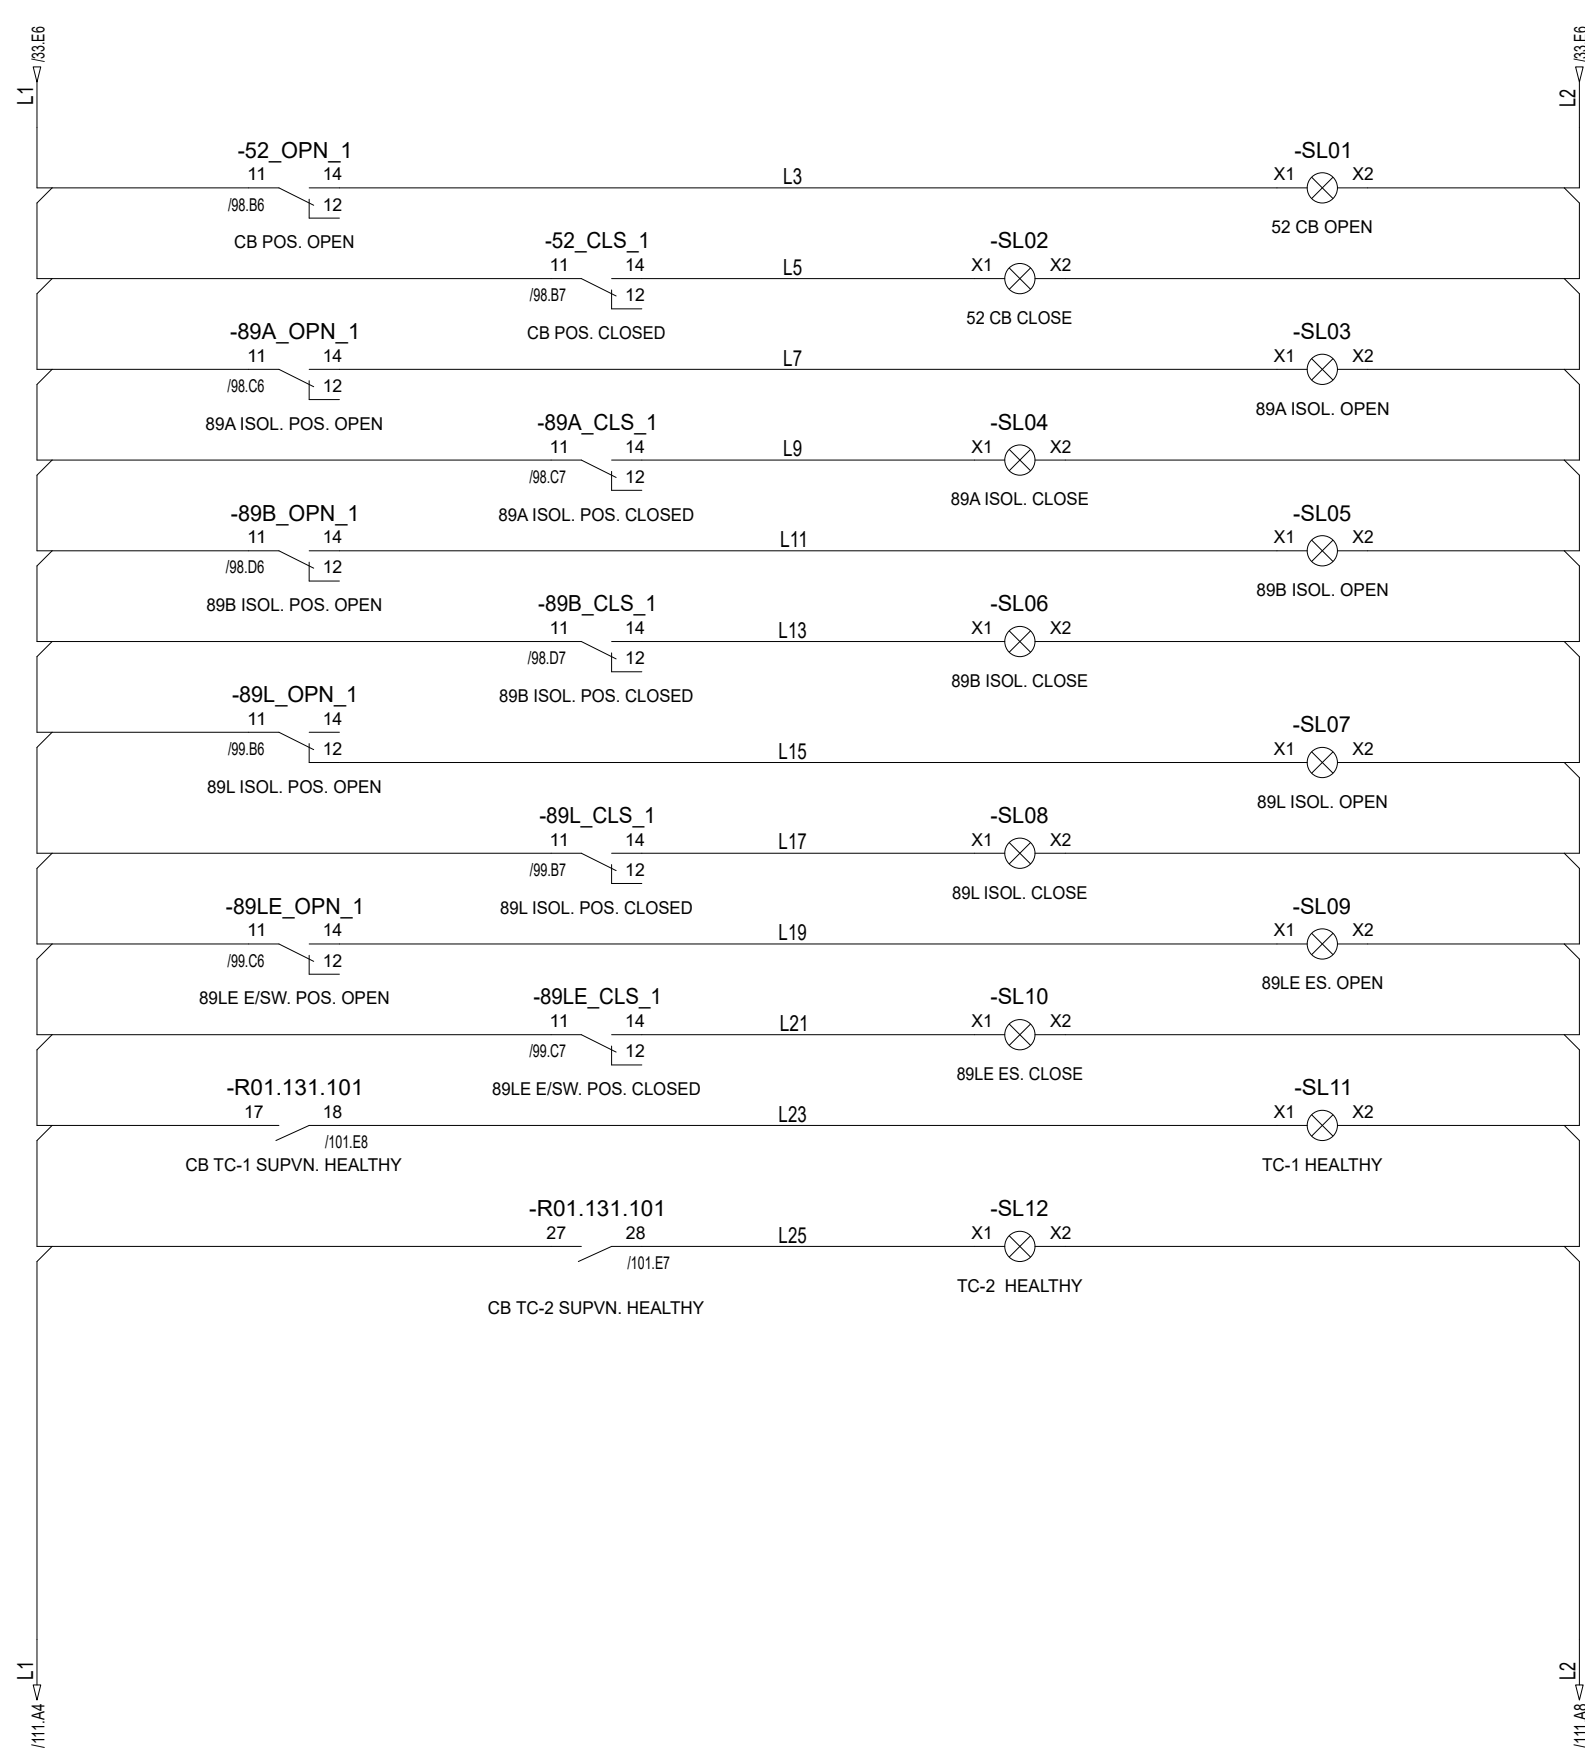 /33.E6 /33.E6
L1 L2
-52_OPN_1 -SL01
11 14 L3 X1 X2
/98.B6 12
CB POS. OPEN 52 CB OPEN
-52_CLS_1 -SL02
11 14 L5 X1 X2
/98.B7 12
CB POS. CLOSED 52 CB CLOSE
-89A_OPN_1 -SL03
11 14 L7 X1 X2
/98.C6 12
89A ISOL. POS. OPEN 89A ISOL. OPEN
-89A_CLS_1 -SL04
11 14 L9 X1 X2
/98.C7 12
89A ISOL. POS. CLOSED 89A ISOL. CLOSE
-89B_OPN_1 -SL05
11 14 L11 X1 X2
/98.D6 12
89B ISOL. POS. OPEN 89B ISOL. OPEN
-89B_CLS_1 -SL06
11 14 L13 X1 X2
/98.D7 12
89B ISOL. POS. CLOSED 89B ISOL. CLOSE
-89L_OPN_1 -SL07
11 14
/99.B6 12 L15 X1 X2
89L ISOL. POS. OPEN 89L ISOL. OPEN
-89L_CLS_1 -SL08
11 14 L17 X1 X2
/99.B7 12
89L ISOL. POS. CLOSED 89L ISOL. CLOSE
-89LE_OPN_1 -SL09
11 14 L19 X1 X2
/99.C6 12
89LE E/SW. POS. OPEN 89LE ES. OPEN
-89LE_CLS_1 -SL10
11 14 L21 X1 X2
/99.C7 12
89LE E/SW. POS. CLOSED 89LE ES. CLOSE
-R01.131.101 -SL11
17 18 L23 X1 X2
/101.E8
CB TC-1 SUPVN. HEALTHY TC-1 HEALTHY
-R01.131.101 -SL12
27 28 L25 X1 X2
/101.E7
CB TC-2 SUPVN. HEALTHY TC-2 HEALTHY
L1 L2
/111.A4 /111.A8